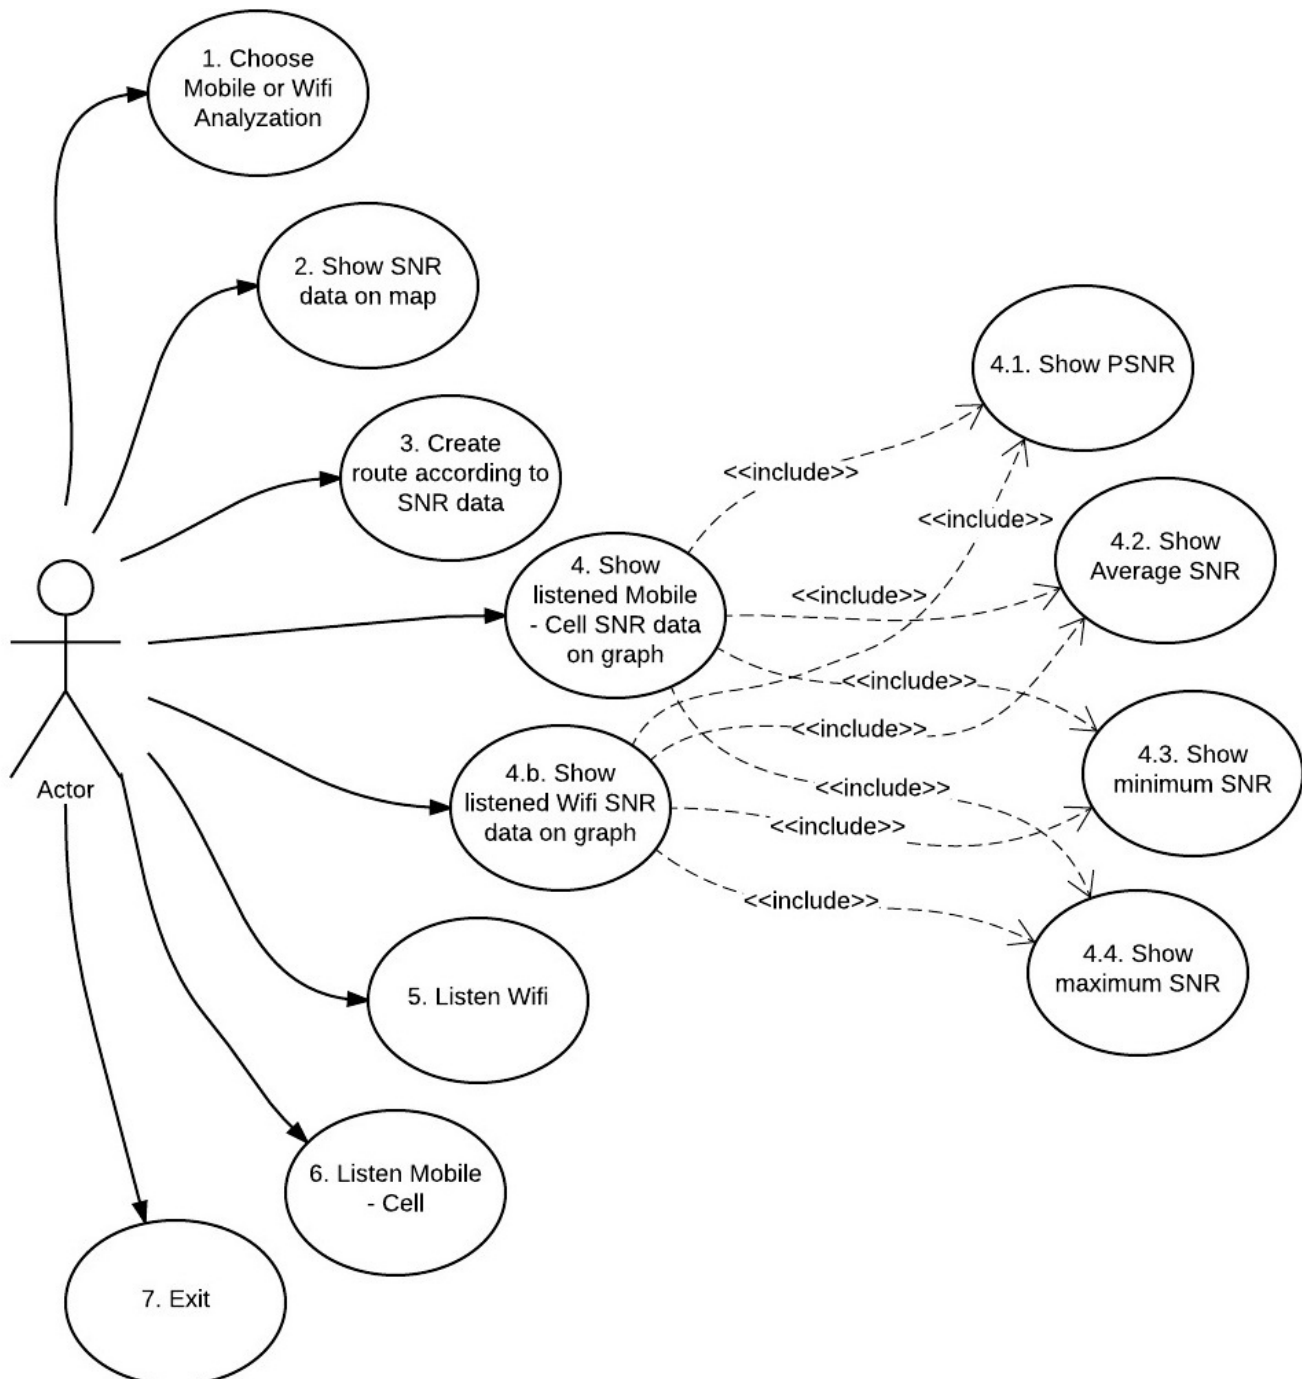 1. Choose
Mobile or Wifi
Analyzation
2. Show SNR
data on map
3. Create
route according to
SNR data
4. Show
listened Mobile
- Cell SNR data
on graph
4.b. Show
listened Wifi SNR
data on graph
5. Listen Wifi
6. Listen Mobile
- Cell
7. Exit
Actor
<<include>>
<<include>>
<<include>>
<<include>>
<<include>>
<<include>>
<<include>>
<<include>>
4.1. Show PSNR
4.2. Show
Average SNR
4.3. Show
minimum SNR
4.4. Show
maximum SNR